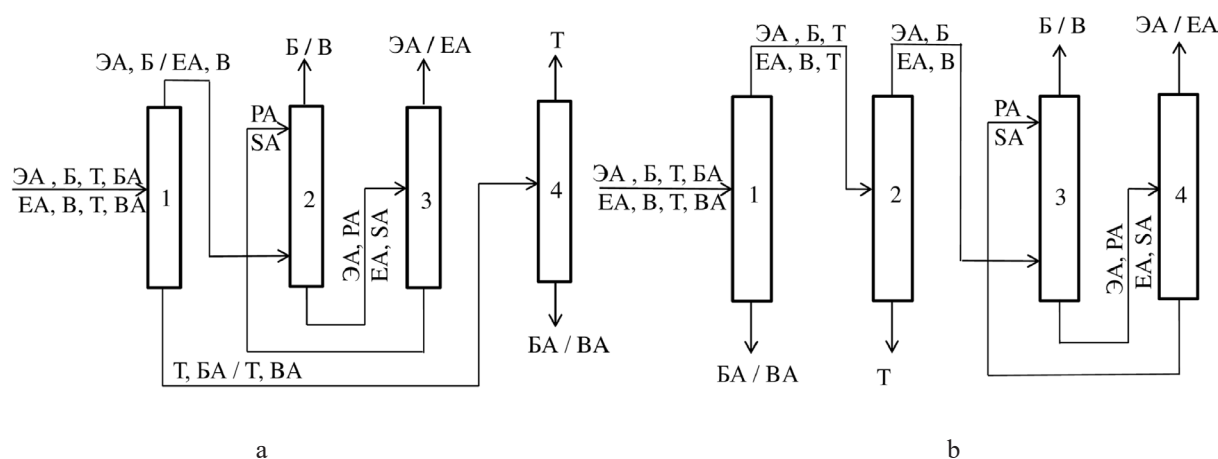 ЭА, Б / ЕА, В
Б / В
ЭА / ЕА
Т
РА
SA
ЭА , Б, Т, БА
ЕА, В, Т, ВА
1
2
3
4
ЭА, РА
ЕА, SA
Т, БА / Т, ВА
БА / ВА
a
ЭА , Б, Т
ЕА, В, Т
ЭА, Б
ЕА, В
Б / В
ЭА / ЕА
РА
SA
ЭА , Б, Т, БА
ЕА, В, Т, ВА
1
2
3
4
ЭА, РА
ЕА, SA
БА / ВА
Т
b